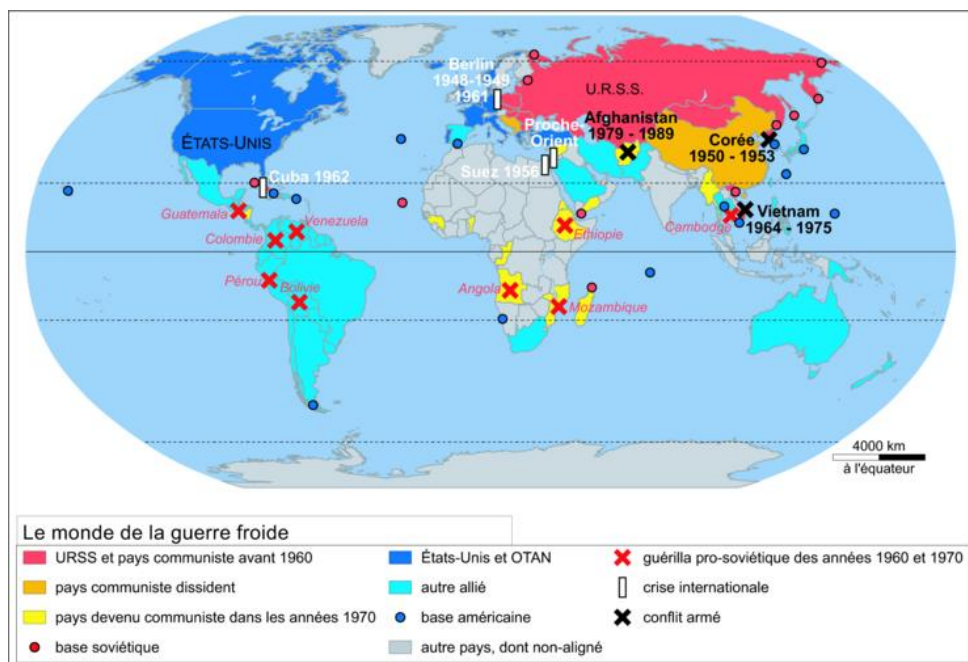 Berlin
1948-1949
1961
U.R.S.S.
ÉTATS-UNIS
Proche-
Orient
Afghanistan
1979 - 1989
Corée
1950 - 1953
Suez 1956
Cuba 1962
Guatemala
Venezuela
Colombie
Ethiopie
Cambodge
Vietnam
1964 - 1975
Pérou
Bolivie
Angola
Mozambique
4000 km
à l'équateur
Le monde de la guerre froide
URSS et pays communiste avant 1960
États-Unis et OTAN
guérilla pro-soviétique des années 1960 et 1970
pays communiste dissident
autre allié
crise internationale
pays devenu communiste dans les années 1970
base américaine
conflit armé
base soviétique
autre pays, dont non-aligné